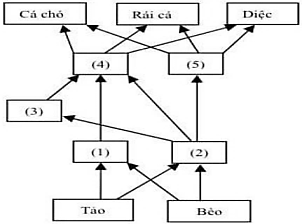 Cá chó Rái cá Diệc
(4) (5)
(3)
(1) (2)
Tảo Bèo